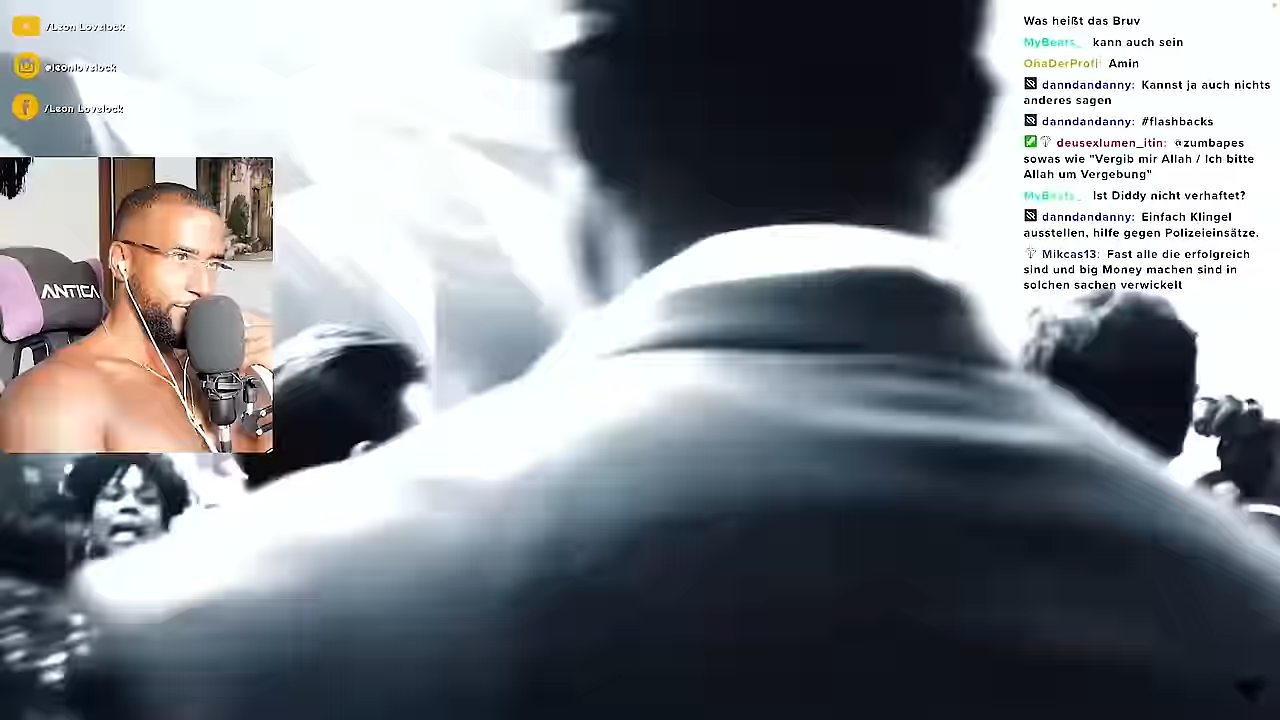 /Leon Lovelock
@leonlovelock
/Leon Lovelock
ANTICA
Was heißt das Bruv
MyBeats_ kann auch sein
OhaDerProfi: Amin
danndandanny: Kannst ja auch nichts
anderes sagen
danndandanny: #flashbacks
deusexlumen_itin: @zumbapes
sowas wie "Vergib mir Allah / Ich bitte
Allah um Vergebung"
MyBeats_ Ist Diddy nicht verhaftet?
danndandanny: Einfach Klingel
ausstellen, hilfe gegen Polizeieinsätze.
Mikcas13: Fast alle die erfolgreich
sind und big Money machen sind in
solchen sachen verwickelt